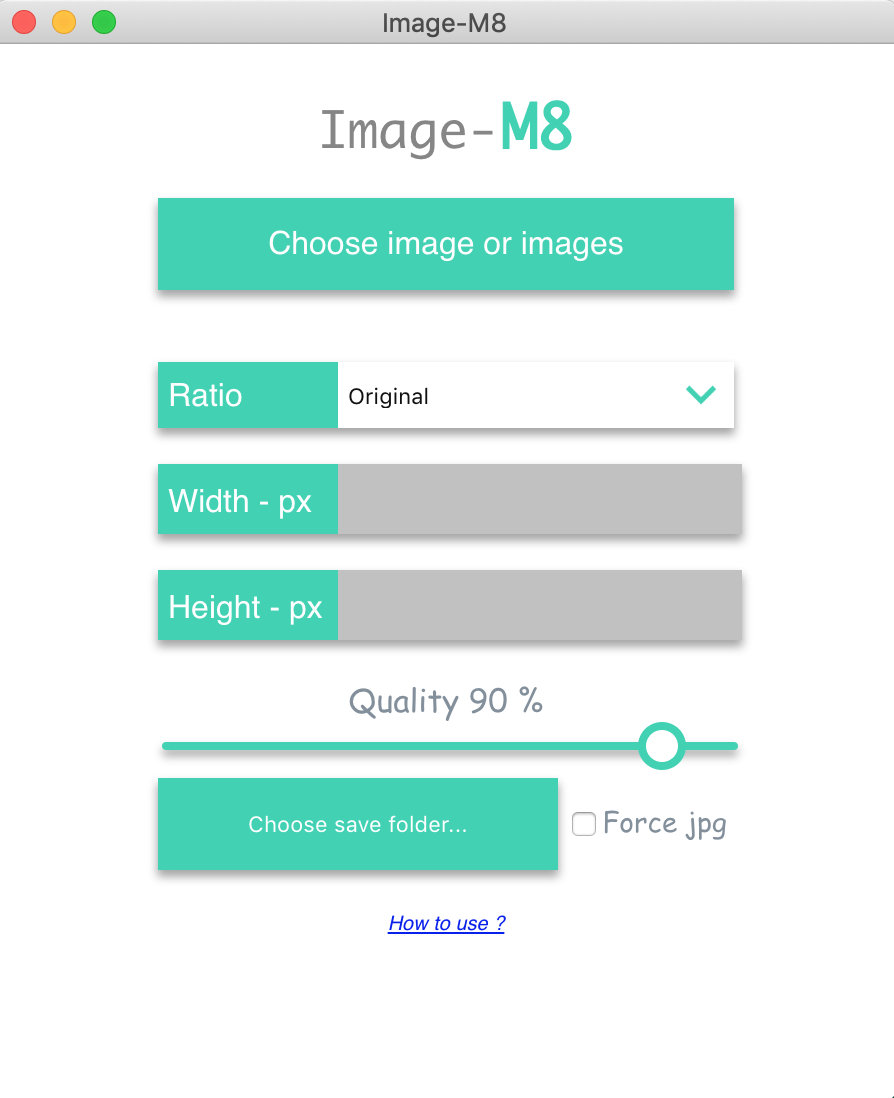 Image-M8
Image-M8
Choose image or images
Ratio Original
Width - px
Height - px
Quality 90 %
Choose save folder...
Force jpg
How to use ?